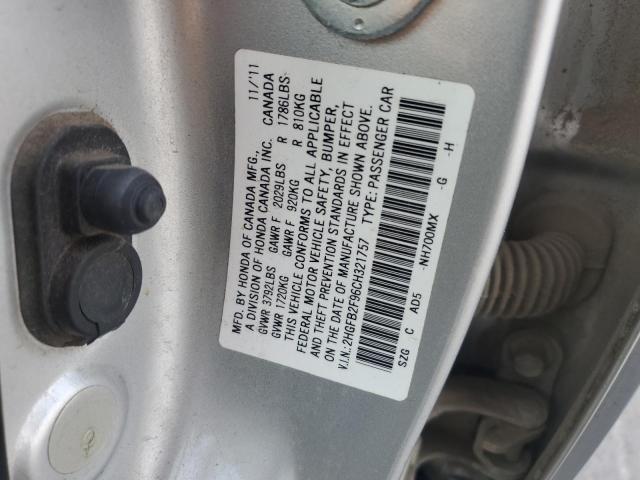 MFD. BY HONDA OF CANADA MFG. 11/'11
A DIVISION OF HONDA CANADA INC. CANADA
GVWR 3792LBS GAWR F 2029LBS R 1786LBS
GVWR 1720KG GAWR F 920KG R 810KG
THIS VEHICLE CONFORMS TO ALL APPLICABLE
FEDERAL MOTOR VEHICLE SAFETY, BUMPER,
AND THEFT PREVENTION STANDARDS IN EFFECT
ON THE DATE OF MANUFACTURE SHOWN ABOVE.
V.I.N.:2HGFB2F96CH321757 TYPE: PASSENGER CAR
SZG C AD5 -NH700MX -G -H